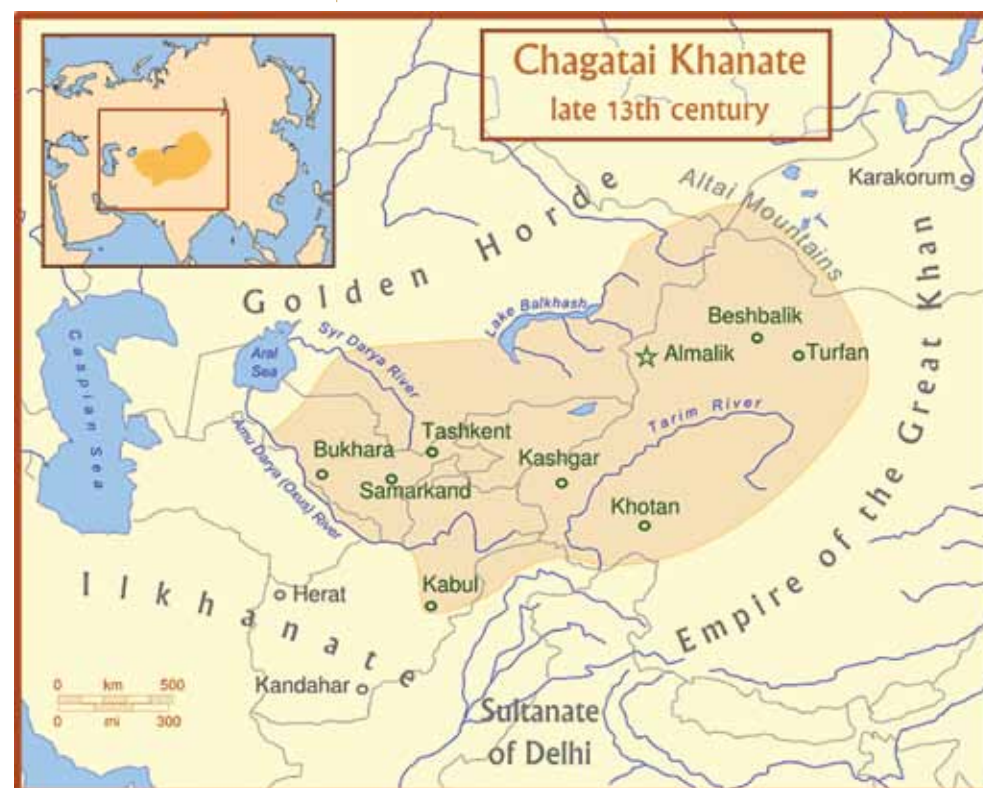 Chagatai Khanate
late 13th century
Altai Mountains
Karakorum
Golden Horde
Empire of the Great Khan
Lake Balkhash
Beshbalik
Almalik
Turfan
Caspian Sea
Aral
Sea
Syr Darya River
Amu Darya (Oxus) River
Tarim River
Tashkent
Bukhara
Samarkand
Kashgar
Khotan
Kabul
Ilkhanate
Herat
Kandahar
Sultanate
of Delhi
0 km 500
0 mi 300